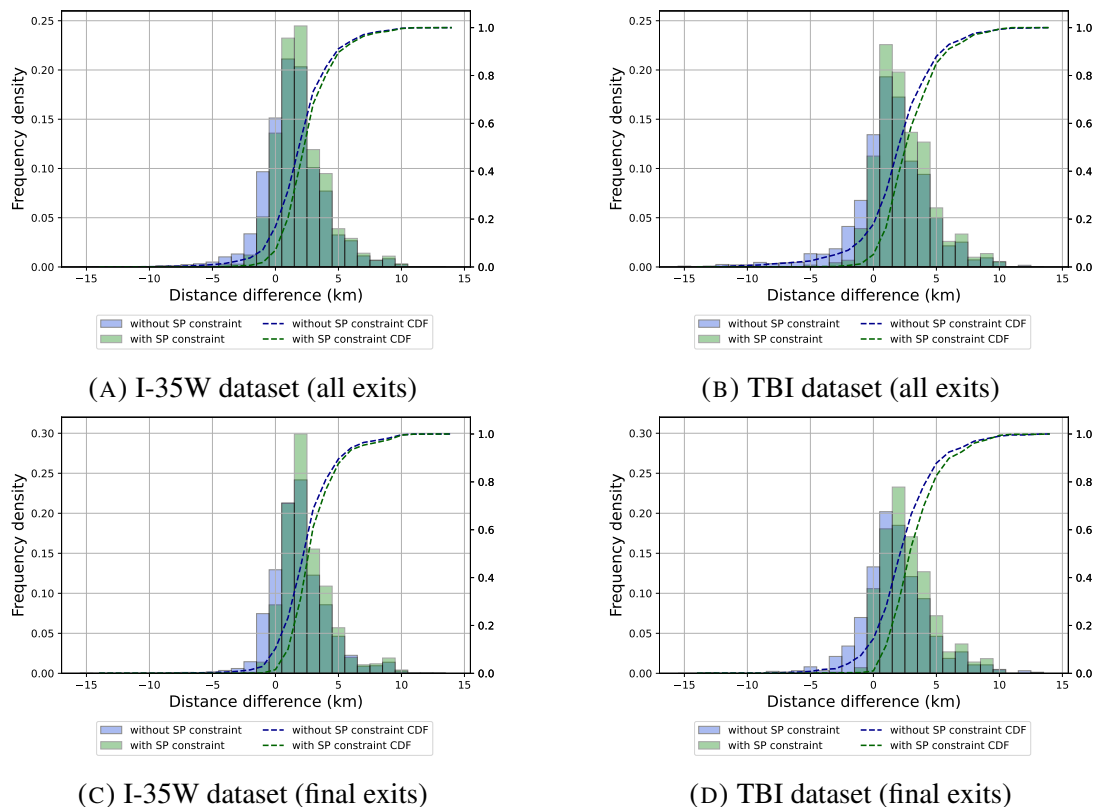 Frequency density
0.00
0.05
0.10
0.15
0.20
0.25
0.0
0.2
0.4
0.6
0.8
1.0
−15 −10 −5 0 5 10 15
Distance difference (km)
without SP constraint without SP constraint CDF
with SP constraint with SP constraint CDF
(A) I-35W dataset (all exits)
Frequency density
0.00
0.05
0.10
0.15
0.20
0.25
0.0
0.2
0.4
0.6
0.8
1.0
−15 −10 −5 0 5 10 15
Distance difference (km)
without SP constraint without SP constraint CDF
with SP constraint with SP constraint CDF
(B) TBI dataset (all exits)
Frequency density
0.00
0.05
0.10
0.15
0.20
0.25
0.30
0.0
0.2
0.4
0.6
0.8
1.0
−15 −10 −5 0 5 10 15
Distance difference (km)
without SP constraint without SP constraint CDF
with SP constraint with SP constraint CDF
(C) I-35W dataset (final exits)
Frequency density
0.00
0.05
0.10
0.15
0.20
0.25
0.30
0.0
0.2
0.4
0.6
0.8
1.0
−15 −10 −5 0 5 10 15
Distance difference (km)
without SP constraint without SP constraint CDF
with SP constraint with SP constraint CDF
(D) TBI dataset (final exits)